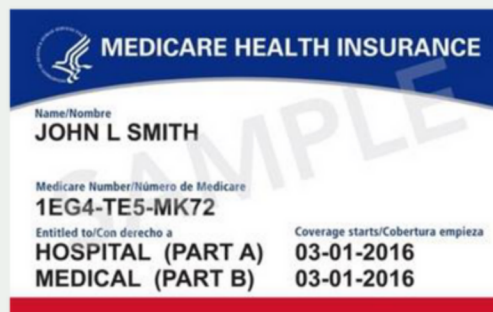 MEDICARE HEALTH INSURANCE
SAMPLE
Name/Nombre
JOHN L SMITH
Medicare Number/Número de Medicare
1EG4-TE5-MK72
Entitled to/Con derecho a Coverage starts/Cobertura empieza
HOSPITAL (PART A) 03-01-2016
MEDICAL (PART B) 03-01-2016